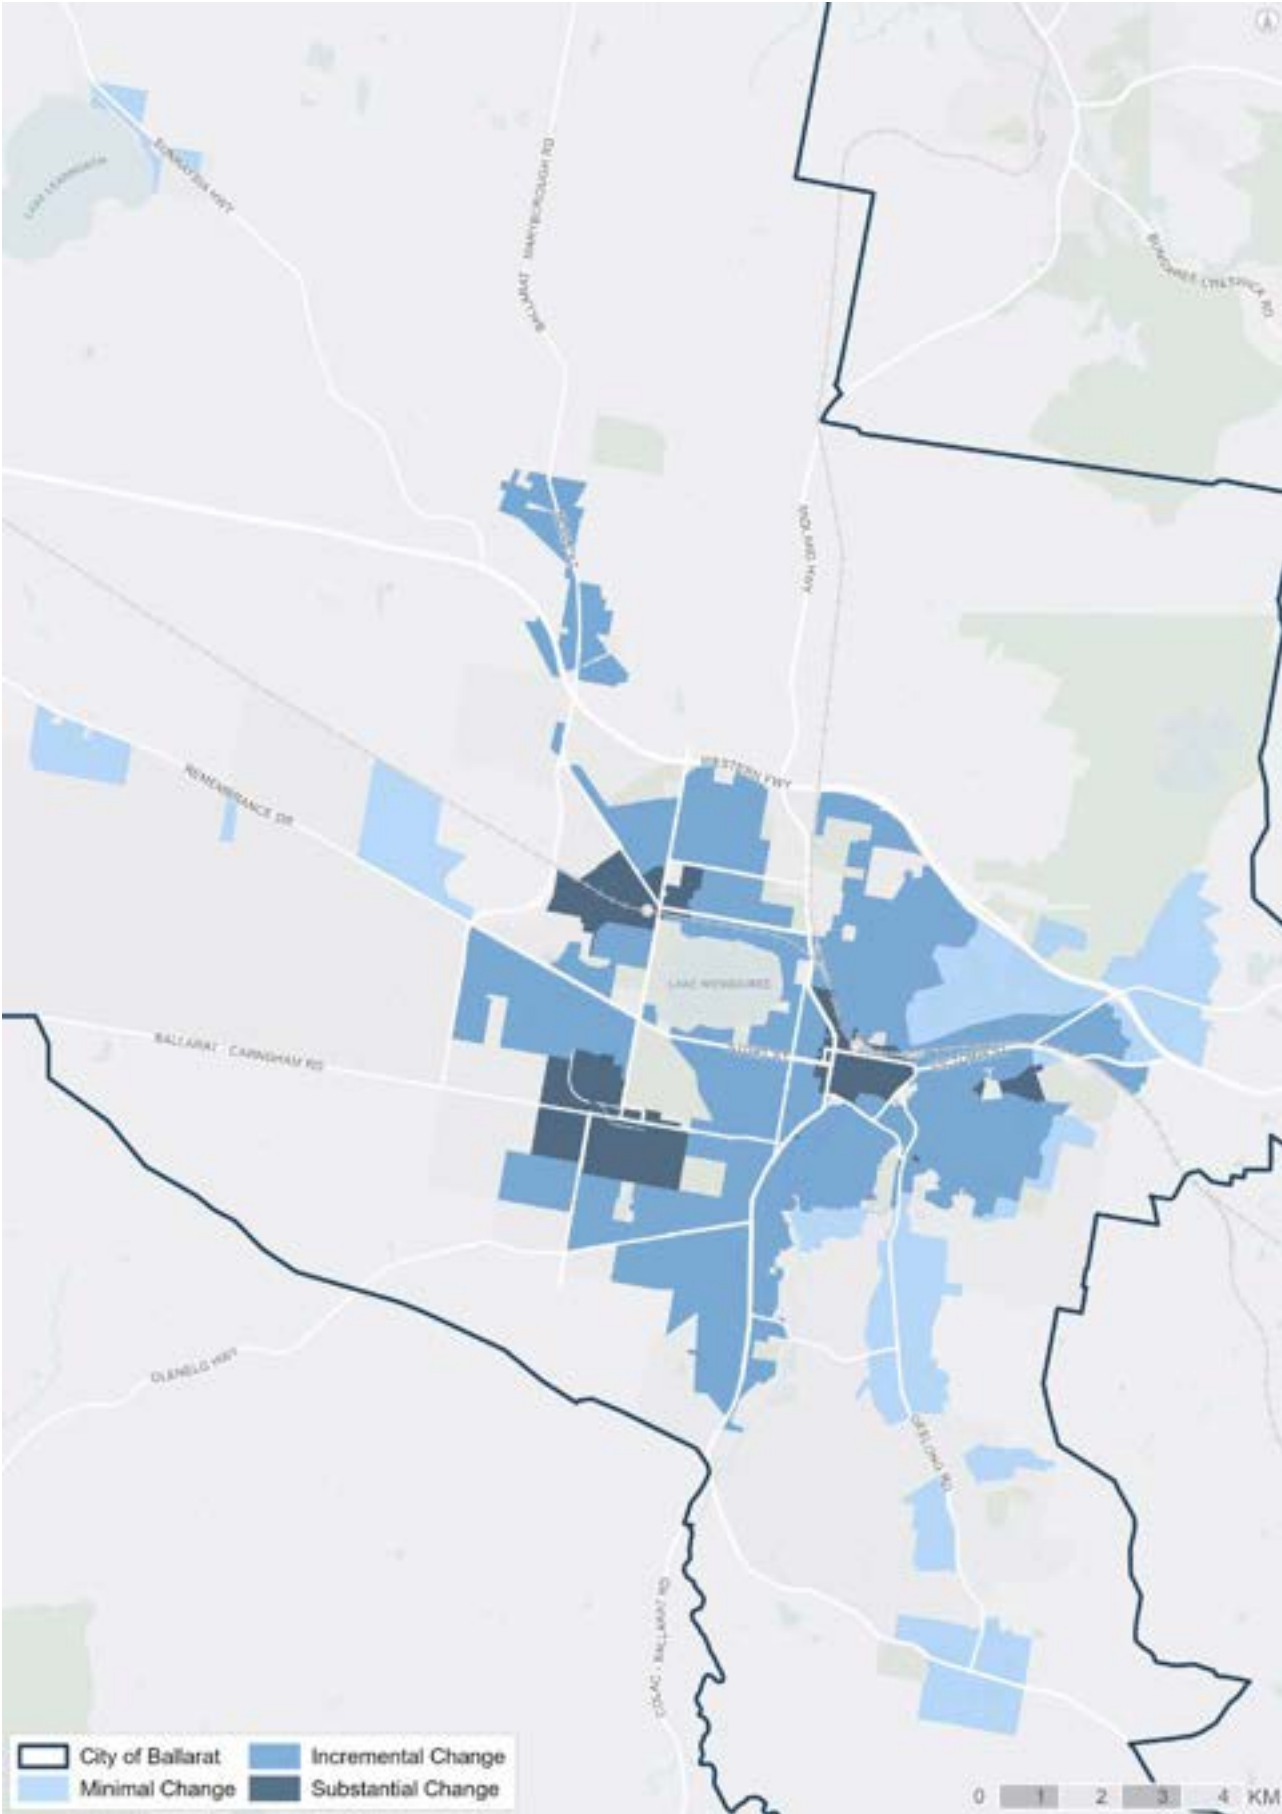 LAKE LEARMONTH
SUNRAYSIA HWY
BALLARAT - MARYBOROUGH RD
BUNGAREE-CRESWICK RD
MIDLAND HWY
WESTERN FWY
REMEMBRANCE DR
LAKE WENDOUREE
BALLARAT - CARNGHAM RD
GLENELG HWY
GEELONG RD
COLAC - BALLARAT RD
City of Ballarat
Incremental Change
Minimal Change
Substantial Change
0 1 2 3 4 KM